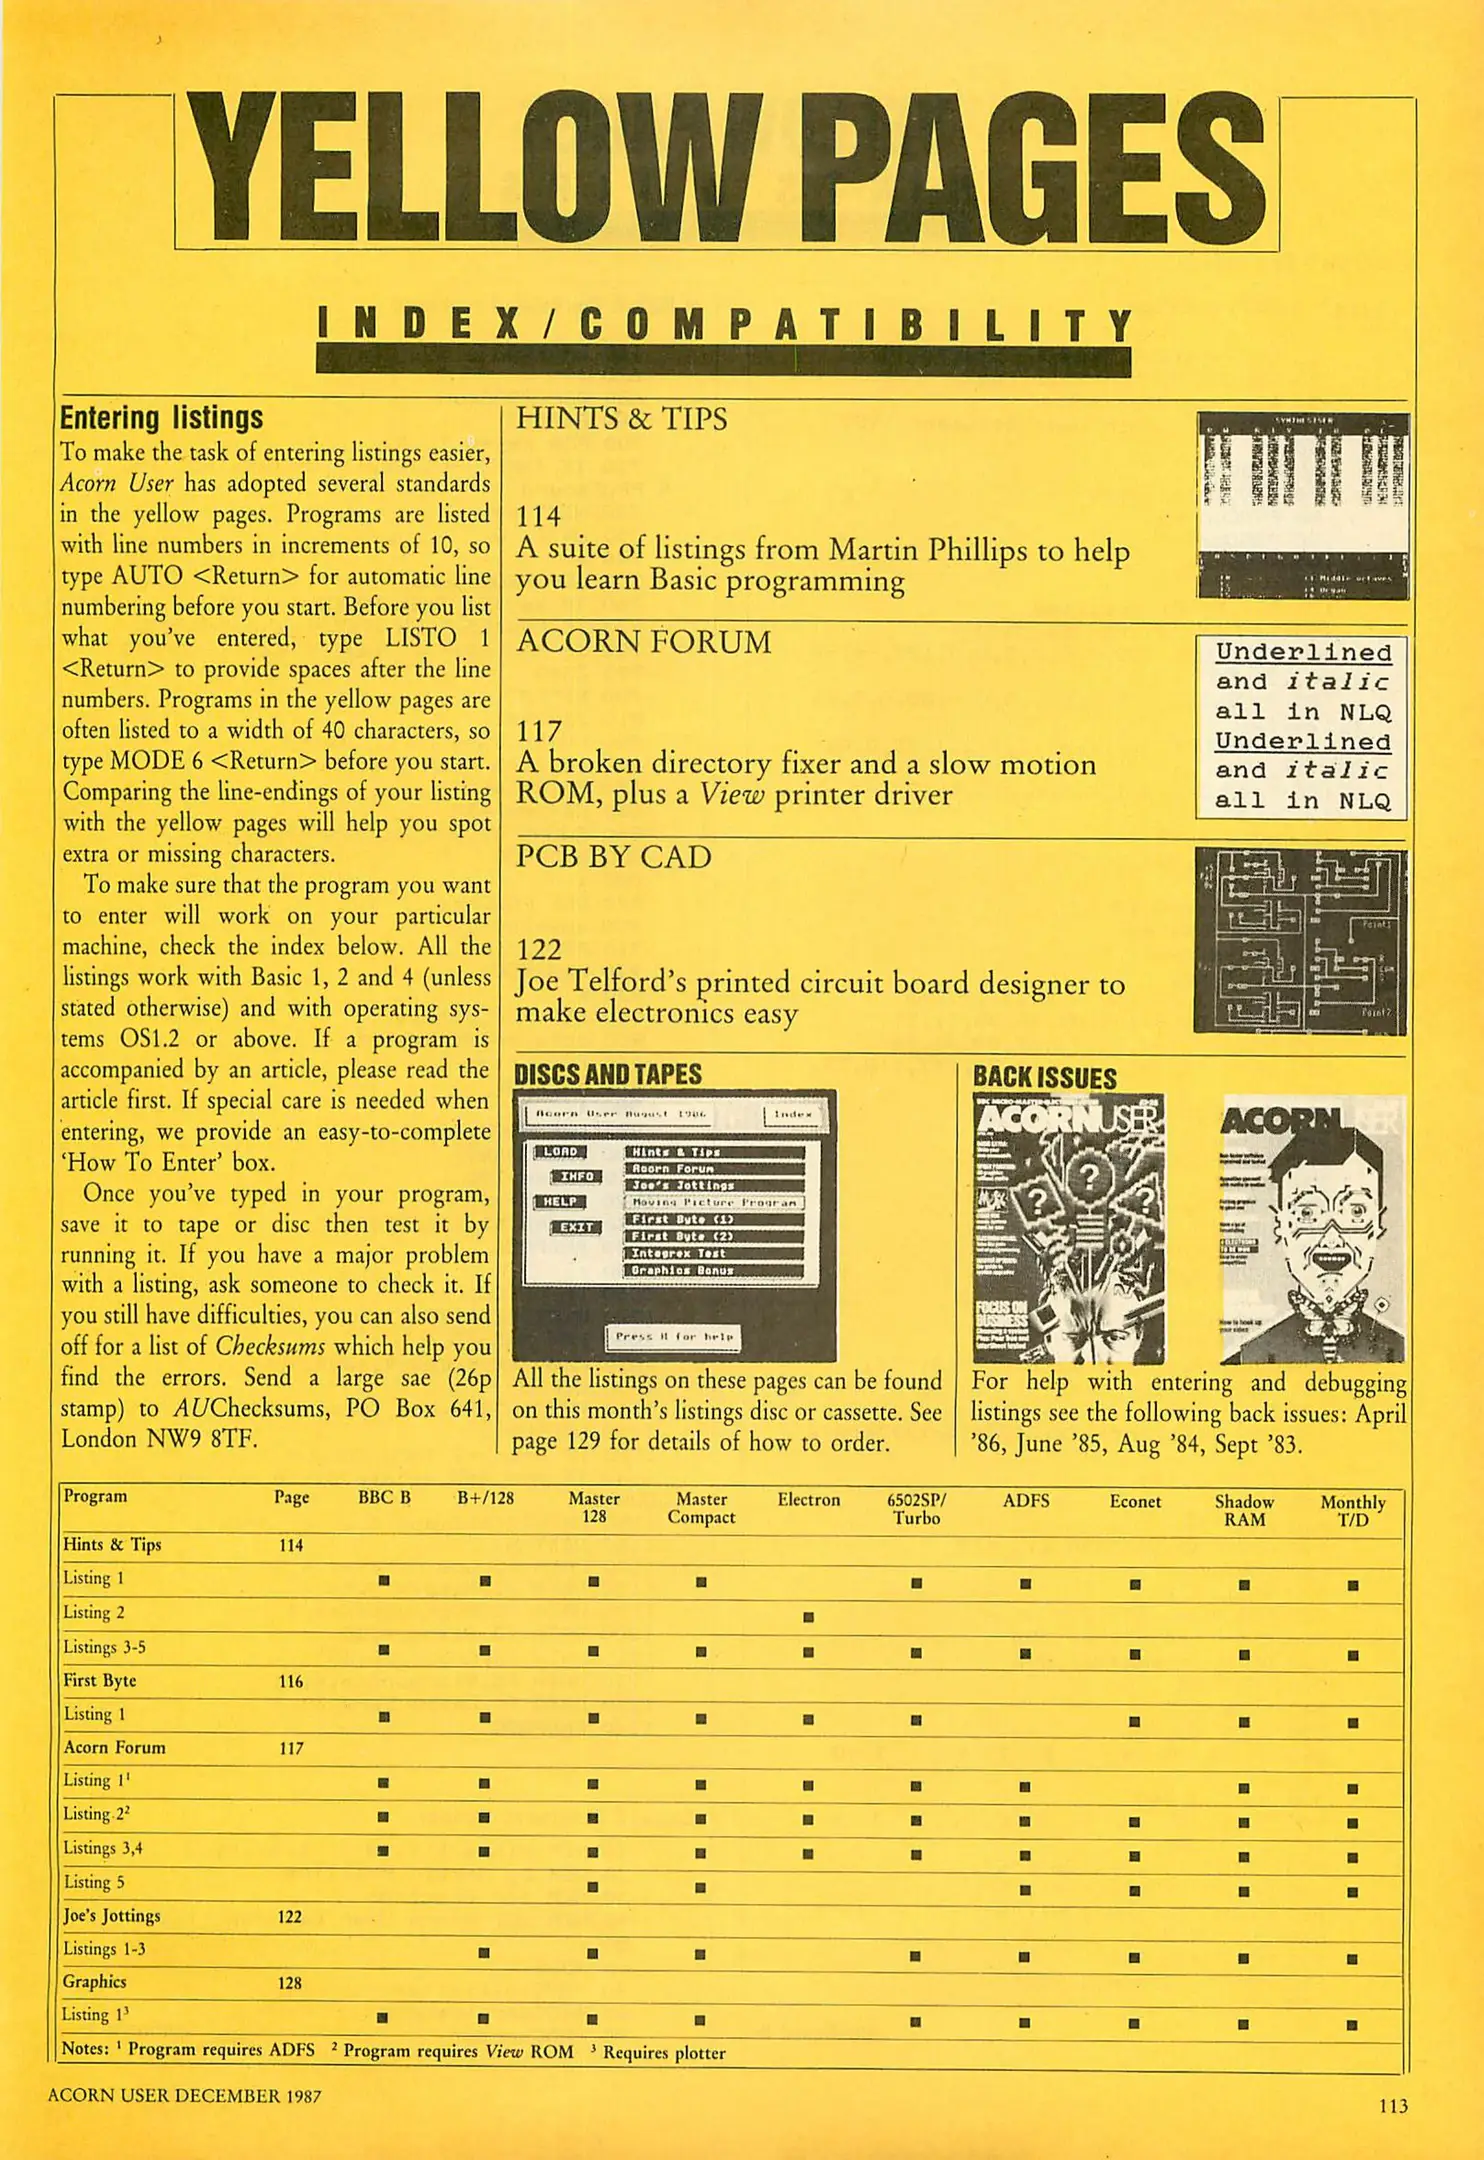 YELLOW PAGES
INDEX/COMPATIBILITY
Entering listings
To make the task of entering listings easier,
Acorn User has adopted several standards
in the yellow pages. Programs are listed
with line numbers in increments of 10, so
type AUTO <Return> for automatic line
numbering before you start. Before you list
what you've entered, type LISTO 1
<Return> to provide spaces after the line
numbers. Programs in the yellow pages are
often listed to a width of 40 characters, so
type MODE 6 <Return> before you start.
Comparing the line-endings of your listing
with the yellow pages will help you spot
extra or missing characters.
To make sure that the program you want
to enter will work on your particular
machine, check the index below. All the
listings work with Basic 1, 2 and 4 (unless
stated otherwise) and with operating sys-
tems OS1.2 or above. If a program is
accompanied by an article, please read the
article first. If special care is needed when
entering, we provide an easy-to-complete
'How To Enter' box.
Once you've typed in your program,
save it to tape or disc then test it by
running it. If you have a major problem
with a listing, ask someone to check it. If
you still have difficulties, you can also send
off for a list of Checksums which help you
find the errors. Send a large sae (26p
stamp) to AUChecksums, PO Box 641,
London NW9 8TF.
HINTS & TIPS
114
A suite of listings from Martin Phillips to help
you learn Basic programming
SYNTHESISER
ACORN FORUM
117
A broken directory fixer and a slow motion
ROM, plus a View printer driver
Underlined
and italic
all in NLQ
Underlined
and italic
all in NLQ
PCB BY CAD
122
Joe Telford's printed circuit board designer to
make electronics easy
Point1
Point2
DISCS AND TAPES
Acorn User August 1986 Index
LOAD
INFO
HELP
EXIT
Hints & Tips
Acorn Forum
Joe's Jottings
Moving Picture Program
First Byte (1)
First Byte (2)
Integrex Test
Graphics Bonus
Press H for help
All the listings on these pages can be found
on this month's listings disc or cassette. See
page 129 for details of how to order.
BACK ISSUES
ACORN USER
FOCUS ON
BUSINESS
ACORN USER
For help with entering and debugging
listings see the following back issues: April
'86, June '85, Aug '84, Sept '83.
Program Page BBC B B+/128 Master 128 Master Compact Electron 6502SP/Turbo ADFS Econet Shadow RAM Monthly T/D
Hints & Tips 114
Listing 1 ■ ■ ■ ■ ■ ■ ■ ■ ■
Listing 2 ■
Listings 3-5 ■ ■ ■ ■ ■ ■ ■ ■ ■ ■
First Byte 116
Listing 1 ■ ■ ■ ■ ■ ■ ■ ■ ■
Acorn Forum 117
Listing 1¹ ■ ■ ■ ■ ■ ■ ■ ■ ■
Listing 2² ■ ■ ■ ■ ■ ■ ■ ■ ■ ■
Listings 3,4 ■ ■ ■ ■ ■ ■ ■ ■ ■ ■
Listing 5 ■ ■ ■ ■ ■ ■
Joe's Jottings 122
Listings 1-3 ■ ■ ■ ■ ■ ■ ■ ■
Graphics 128
Listing 1³ ■ ■ ■ ■ ■ ■ ■ ■ ■
Notes: ¹ Program requires ADFS ² Program requires View ROM ³ Requires plotter
ACORN USER DECEMBER 1987
113